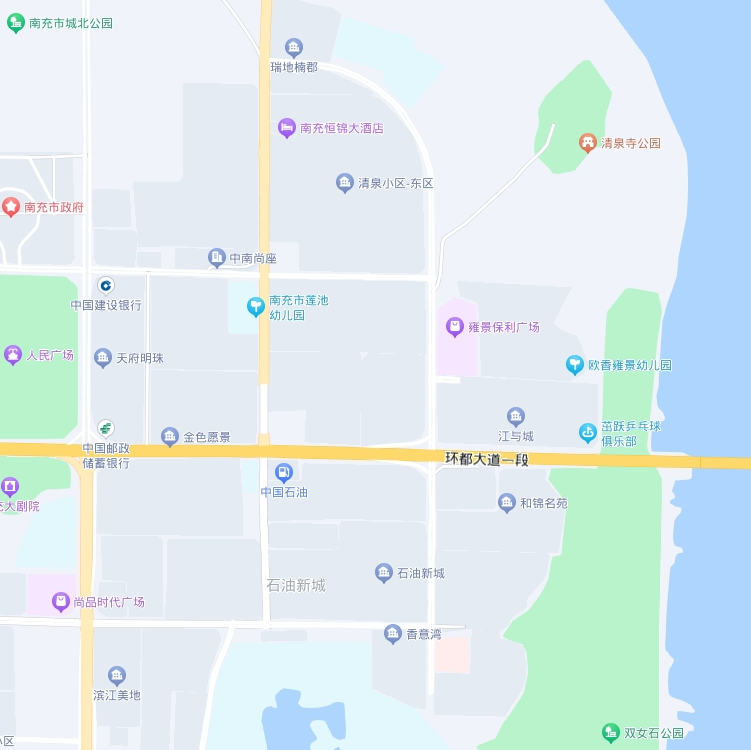 南充市城北公园
瑞地楠郡
南充恒锦大酒店
清泉寺公园
清泉小区-东区
南充市政府
中南尚座
中国建设银行
南充市莲池
幼儿园
雍景保利广场
人民广场
天府明珠
欧香雍景幼儿园
江与城
茁跃乒乓球
俱乐部
金色愿景
中国邮政
储蓄银行
环都大道一段
中国石油
大剧院
和锦名苑
石油新城
石油新城
尚品时代广场
香意湾
滨江美地
双女石公园
小区